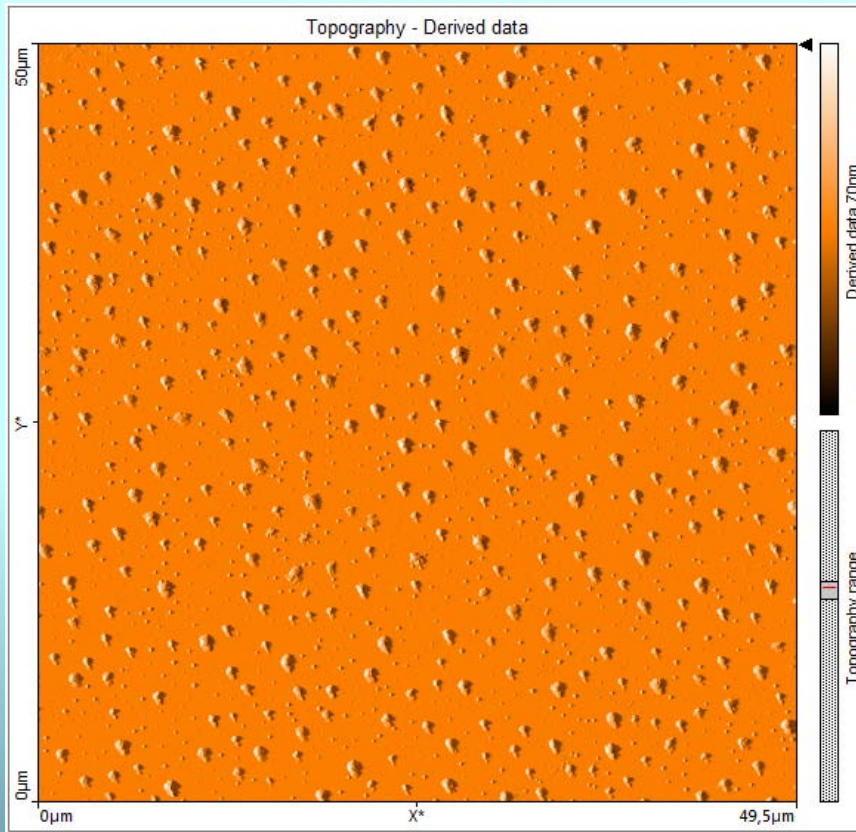 Topography - Derived data
50µm
Y*
0µm
0µm
X*
49,5µm
Derived data 70nm
Topography range